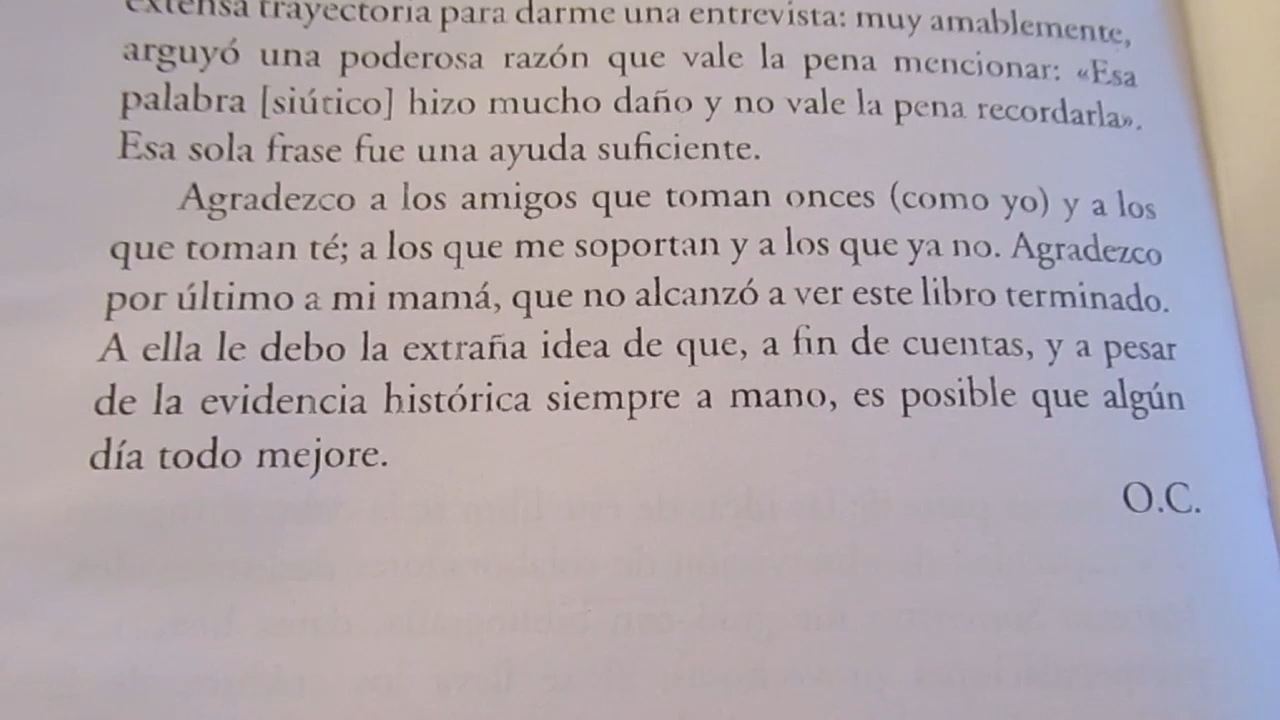 extensa trayectoria para darme una entrevista: muy amablemente,
arguyó una poderosa razón que vale la pena mencionar: «Esa
palabra [siútico] hizo mucho daño y no vale la pena recordarla».
Esa sola frase fue una ayuda suficiente.
Agradezco a los amigos que toman onces (como yo) y a los
que toman té; a los que me soportan y a los que ya no. Agradezco
por último a mi mamá, que no alcanzó a ver este libro terminado.
A ella le debo la extraña idea de que, a fin de cuentas, y a pesar
de la evidencia histórica siempre a mano, es posible que algún
día todo mejore.
O.C.